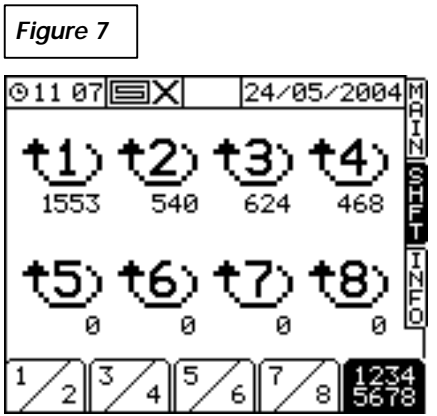 Figure 7
11 07 24/05/2004
MAIN
1 2 3 4
1553 540 624 468
SHFT
5 6 7 8
0 0 0 0
INFO
1/2 3/4 5/6 7/8 1234
5678